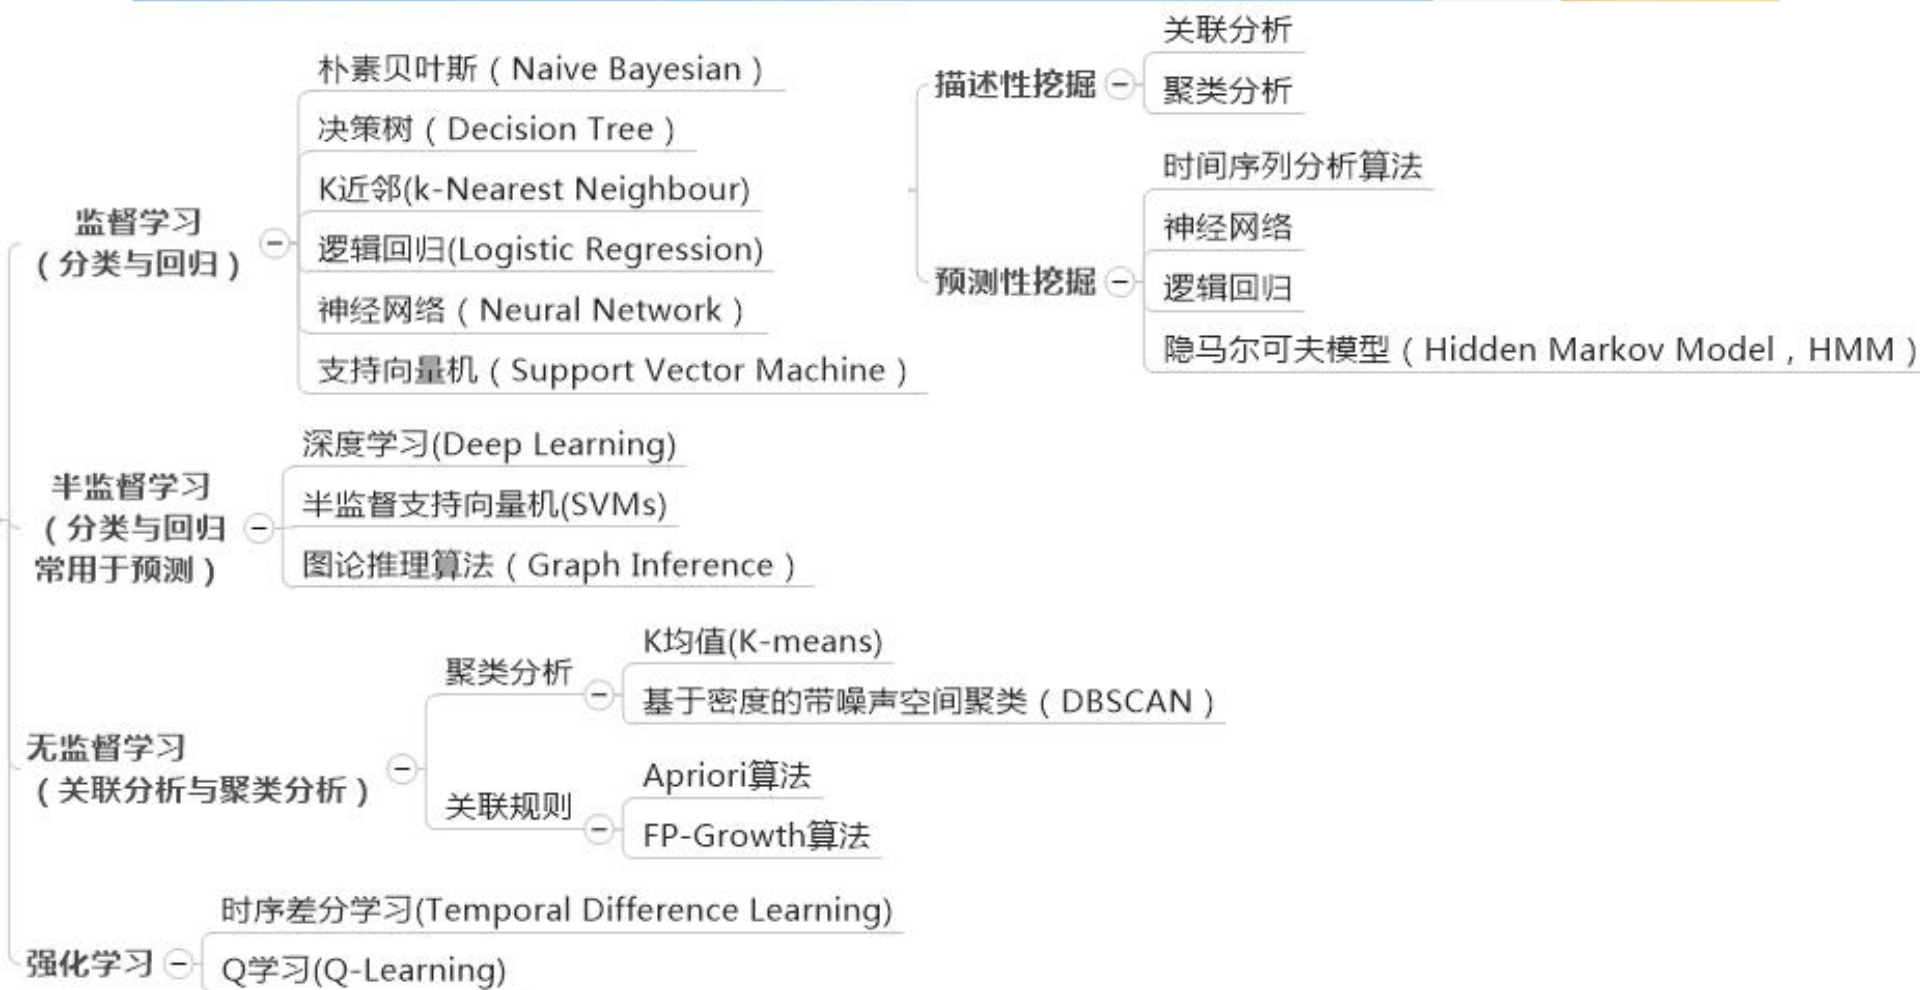 监督学习
（分类与回归）
朴素贝叶斯（Naive Bayesian）
决策树（Decision Tree）
K近邻(k-Nearest Neighbour)
逻辑回归(Logistic Regression)
神经网络（Neural Network）
支持向量机（Support Vector Machine）
半监督学习
（分类与回归
常用于预测）
深度学习(Deep Learning)
半监督支持向量机(SVMs)
图论推理算法（Graph Inference）
无监督学习
（关联分析与聚类分析）
聚类分析
K均值(K-means)
基于密度的带噪声空间聚类（DBSCAN）
关联规则
Apriori算法
FP-Growth算法
强化学习
时序差分学习(Temporal Difference Learning)
Q学习(Q-Learning)
描述性挖掘
关联分析
聚类分析
预测性挖掘
时间序列分析算法
神经网络
逻辑回归
隐马尔可夫模型（Hidden Markov Model，HMM）